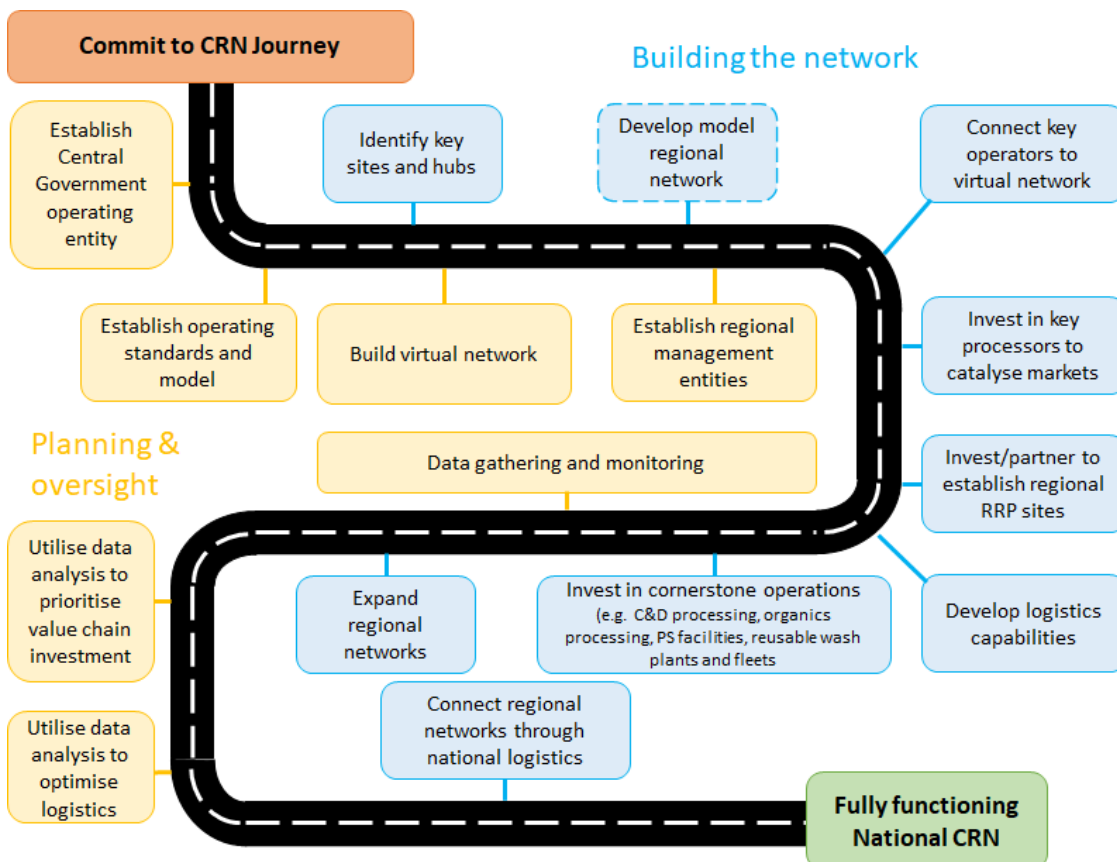 Commit to CRN Journey
Building the network
Establish
Central
Government
operating
entity
Identify key
sites and hubs
Develop model
regional
network
Connect key
operators to
virtual network
Establish operating
standards and
model
Build virtual network
Establish regional
management
entities
Invest in key
processors to
catalyse markets
Planning &
oversight
Data gathering and monitoring
Invest/partner to
establish regional
RRP sites
Utilise data
analysis to
prioritise
value chain
investment
Expand
regional
networks
Invest in cornerstone operations
(e.g. C&D processing, organics
processing, PS facilities, reusable wash
plants and fleets
Develop logistics
capabilities
Utilise data
analysis to
optimise
logistics
Connect regional
networks through
national logistics
Fully functioning
National CRN